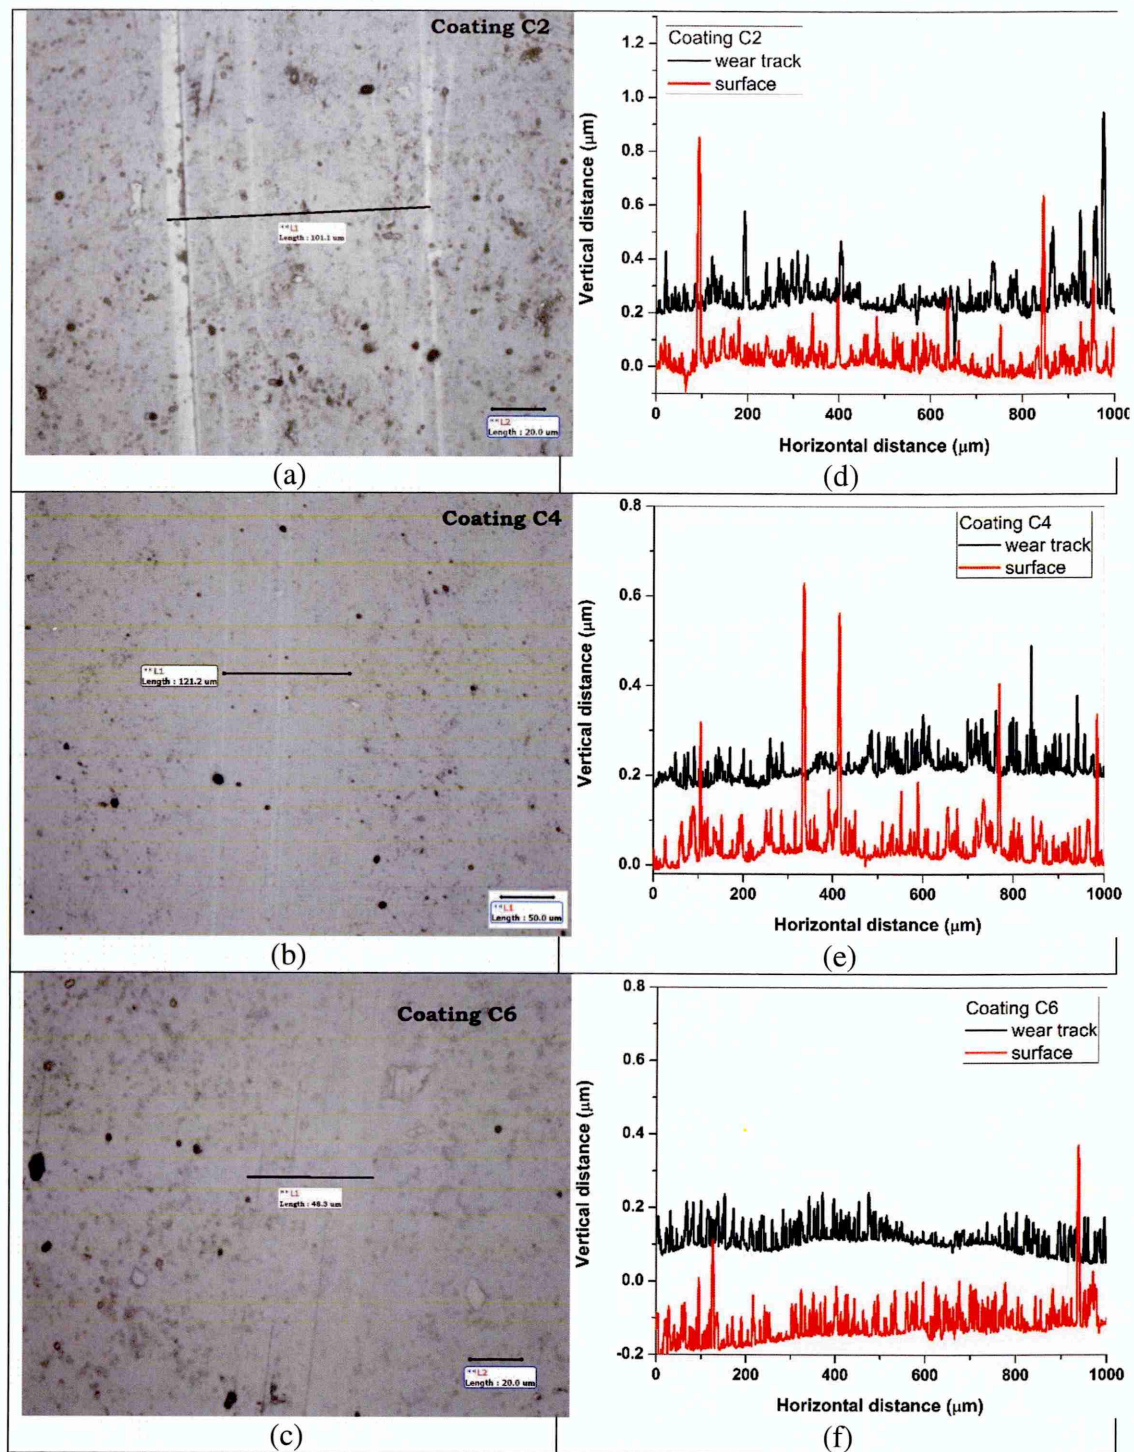 Coating C2
**L1
Length : 101.1 um
**L2
Length : 20.0 um
(a)
Coating C2
wear track
surface
Vertical distance (µm)
1.2
1.0
0.8
0.6
0.4
0.2
0.0
0 200 400 600 800 1000
Horizontal distance (µm)
(d)
Coating C4
**L1
Length : 121.2 um
**L1
Length : 50.0 um
(b)
Coating C4
wear track
surface
Vertical distance (µm)
0.8
0.6
0.4
0.2
0.0
0 200 400 600 800 1000
Horizontal distance (µm)
(e)
Coating C6
**L1
Length : 48.3 um
**L2
Length : 20.0 um
(c)
Coating C6
wear track
surface
Vertical distance (µm)
0.8
0.6
0.4
0.2
0.0
-0.2
0 200 400 600 800 1000
Horizontal distance (µm)
(f)